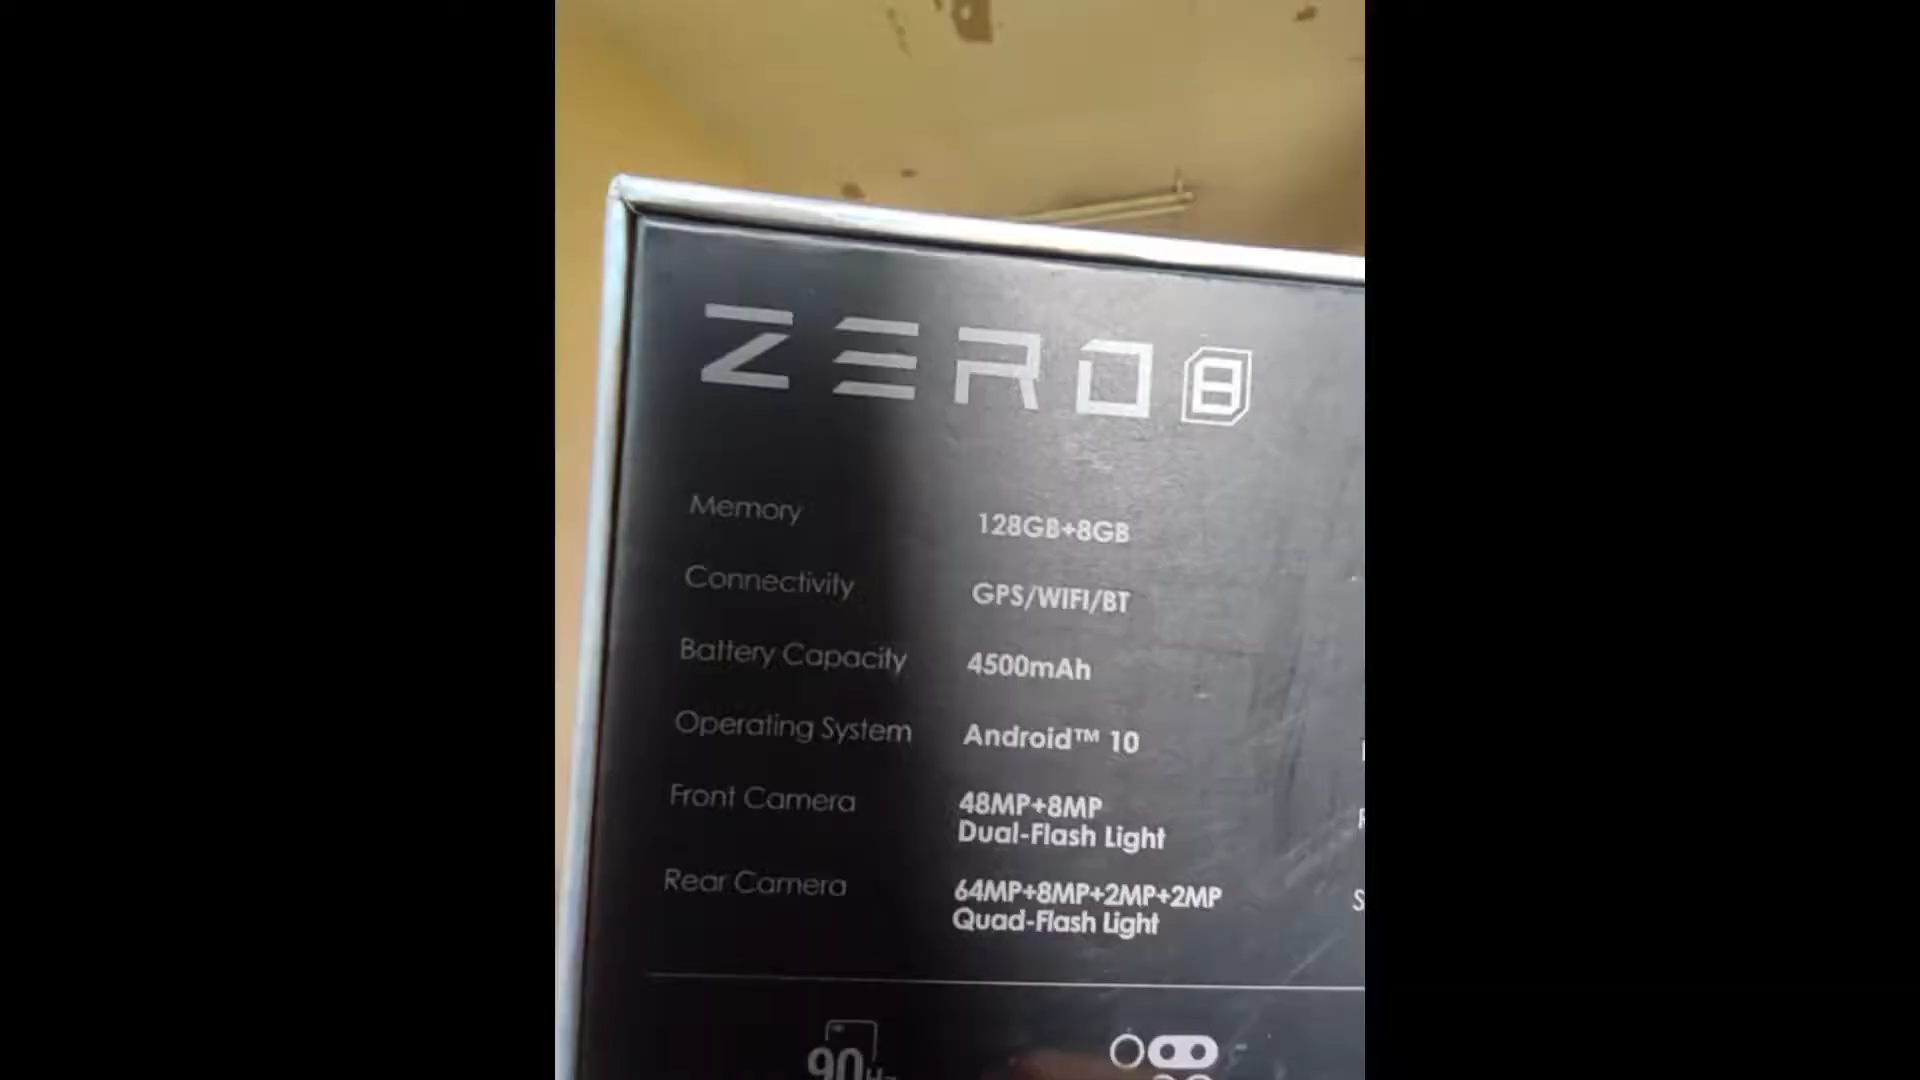 ZERO 8
Memory 128GB+8GB
Connectivity GPS/WIFI/BT
Battery Capacity 4500mAh
Operating System Android™ 10
Front Camera 48MP+8MP
Dual-Flash Light
Rear Camera 64MP+8MP+2MP+2MP
Quad-Flash Light
90Hz